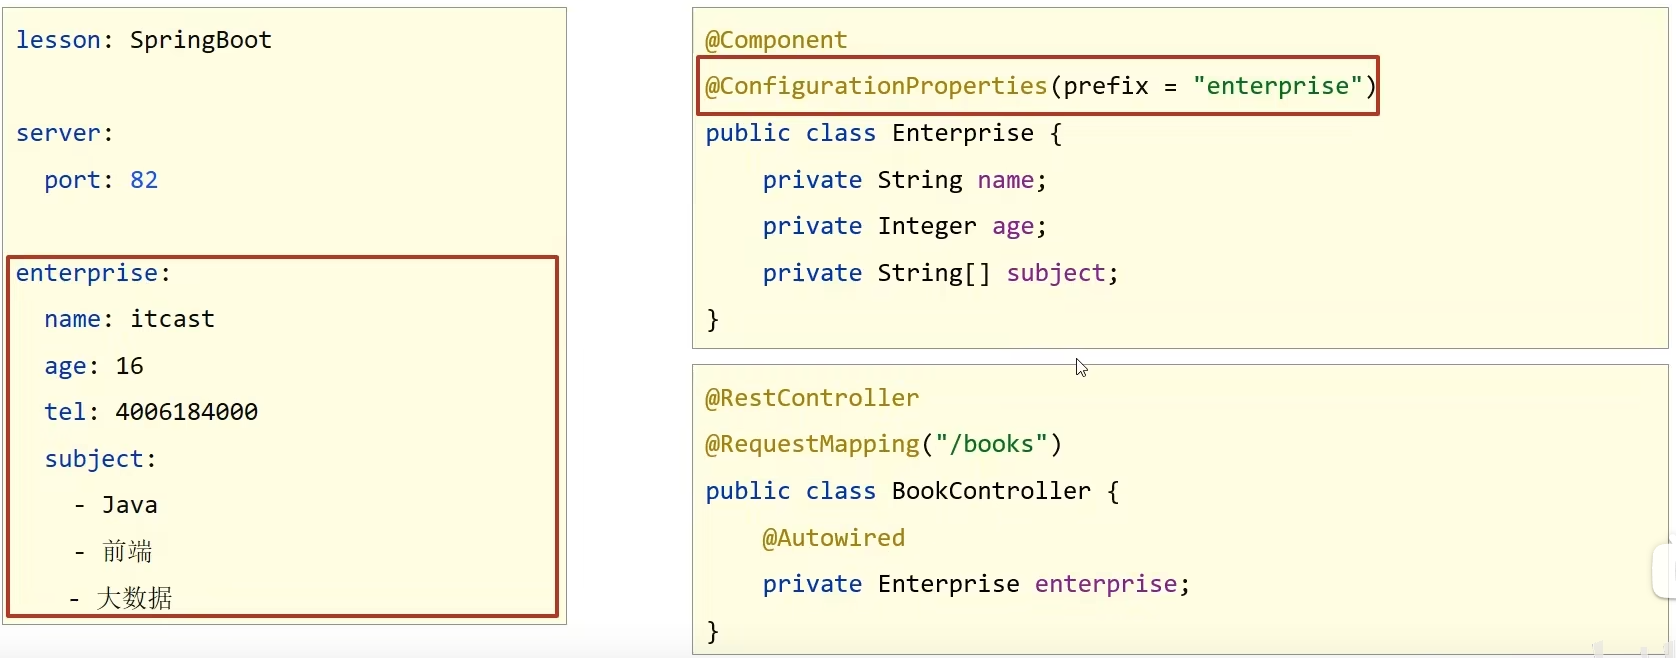 lesson: SpringBoot
server:
  port: 82
enterprise:
  name: itcast
  age: 16
  tel: 4006184000
  subject:
    - Java
    - 前端
    - 大数据
@Component
@ConfigurationProperties(prefix = "enterprise")
public class Enterprise {
    private String name;
    private Integer age;
    private String[] subject;
}
@RestController
@RequestMapping("/books")
public class BookController {
    @Autowired
    private Enterprise enterprise;
}